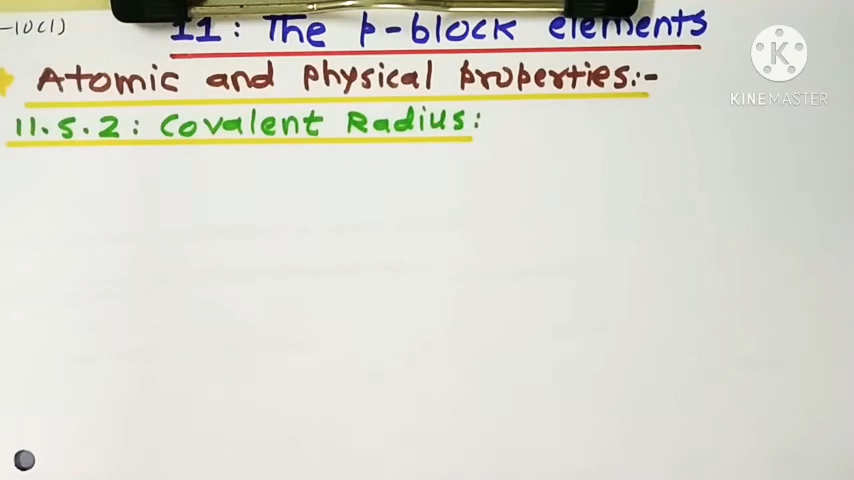 -10(1)
11: The p-block elements
Atomic and physical properties:-
11.5.2: Covalent Radius:
KINEMASTER